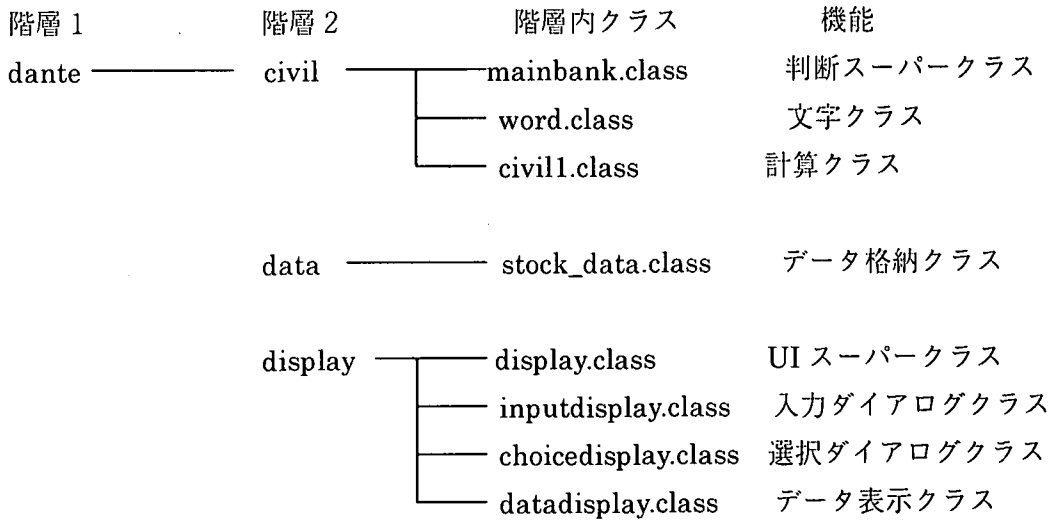 階層 1 階層 2 階層内クラス 機能
dante civil mainbank.class 判断スーパークラス
word.class 文字クラス
civil1.class 計算クラス
data stock_data.class データ格納クラス
display display.class UI スーパークラス
inputdisplay.class 入力ダイアログクラス
choicedisplay.class 選択ダイアログクラス
datadisplay.class データ表示クラス